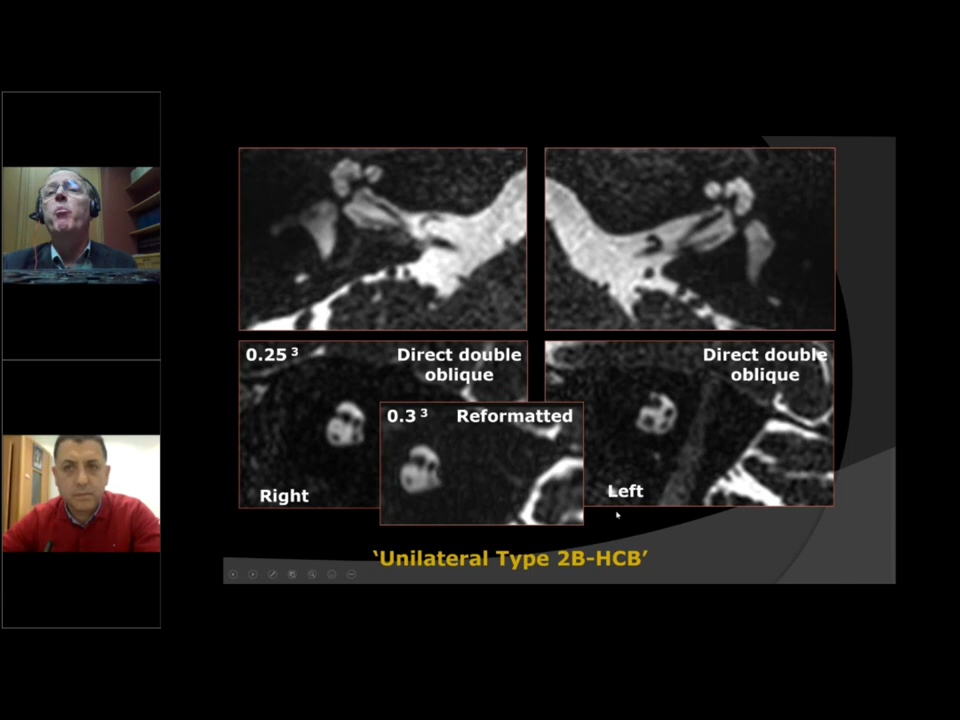 0.25 ³
Direct double
oblique
Direct double
oblique
0.3 ³ Reformatted
Right
Left
‘Unilateral Type 2B-HCB’